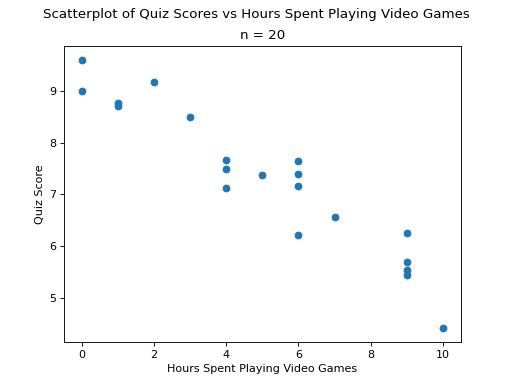 Scatterplot of Quiz Scores vs Hours Spent Playing Video Games
n = 20
9
8
7
6
5
Quiz Score
0 2 4 6 8 10
Hours Spent Playing Video Games